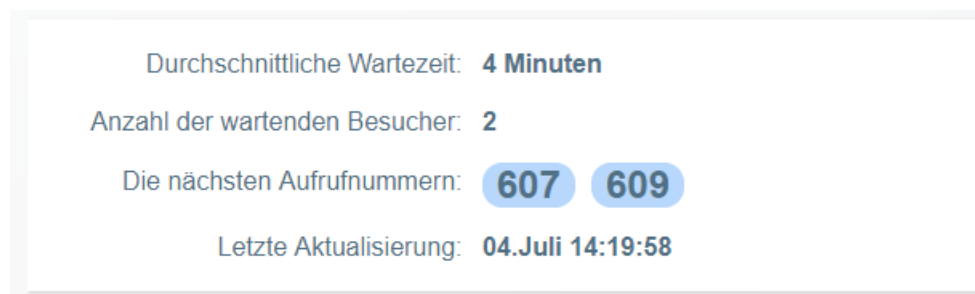 Durchschnittliche Wartezeit: 4 Minuten
Anzahl der wartenden Besucher: 2
Die nächsten Aufrufnummern: 607 609
Letzte Aktualisierung: 04.Juli 14:19:58